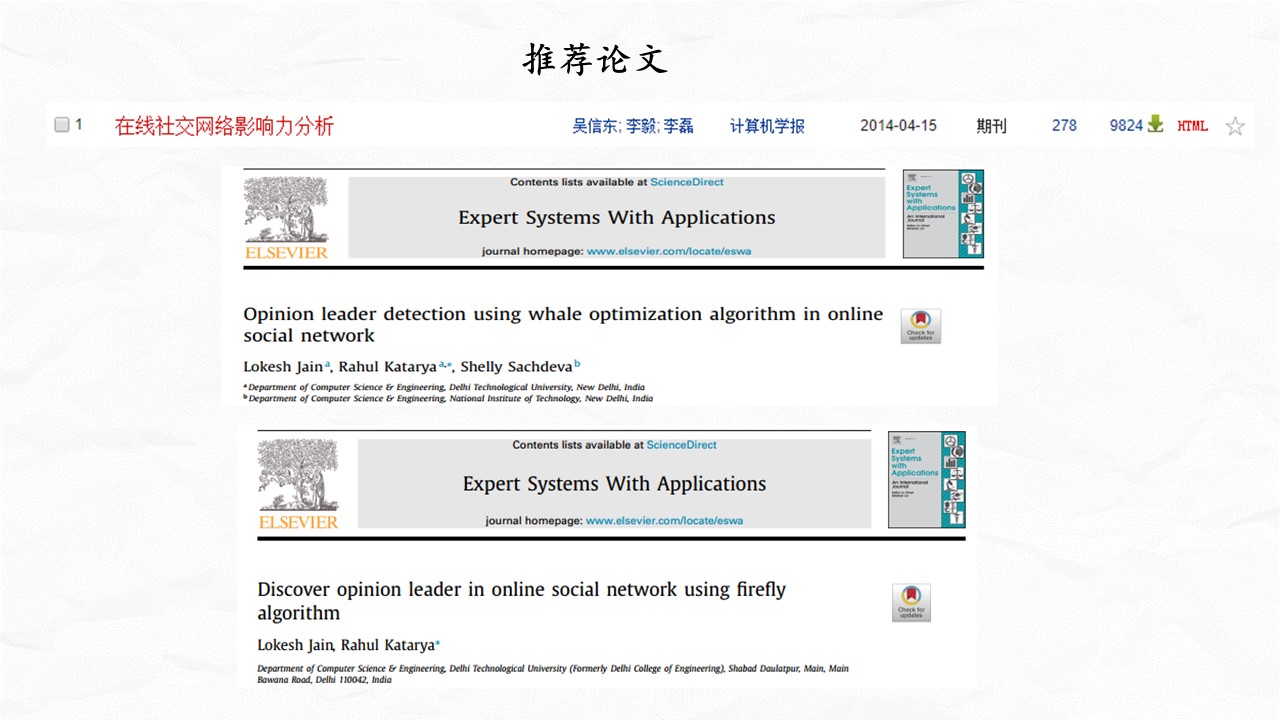 推荐论文
1 在线社交网络影响力分析 吴信东; 李毅; 李磊 计算机学报 2014-04-15 期刊 278 9824 HTML
Contents lists available at ScienceDirect
Expert Systems With Applications
journal homepage: www.elsevier.com/locate/eswa
ELSEVIER
Expert
Systems
with
Applications
An International
Journal
Opinion leader detection using whale optimization algorithm in online
social network
Check for
updates
Lokesh Jain a, Rahul Katarya a,*, Shelly Sachdeva b
a Department of Computer Science & Engineering, Delhi Technological University, New Delhi, India
b Department of Computer Science & Engineering, National Institute of Technology, New Delhi, India
Contents lists available at ScienceDirect
Expert Systems With Applications
journal homepage: www.elsevier.com/locate/eswa
ELSEVIER
Expert
Systems
with
Applications
An International
Journal
Discover opinion leader in online social network using firefly
algorithm
Check for
updates
Lokesh Jain, Rahul Katarya*
Department of Computer Science & Engineering, Delhi Technological University (Formerly Delhi College of Engineering), Shabad Daulatpur, Main, Main
Bawana Road, Delhi 110042, India